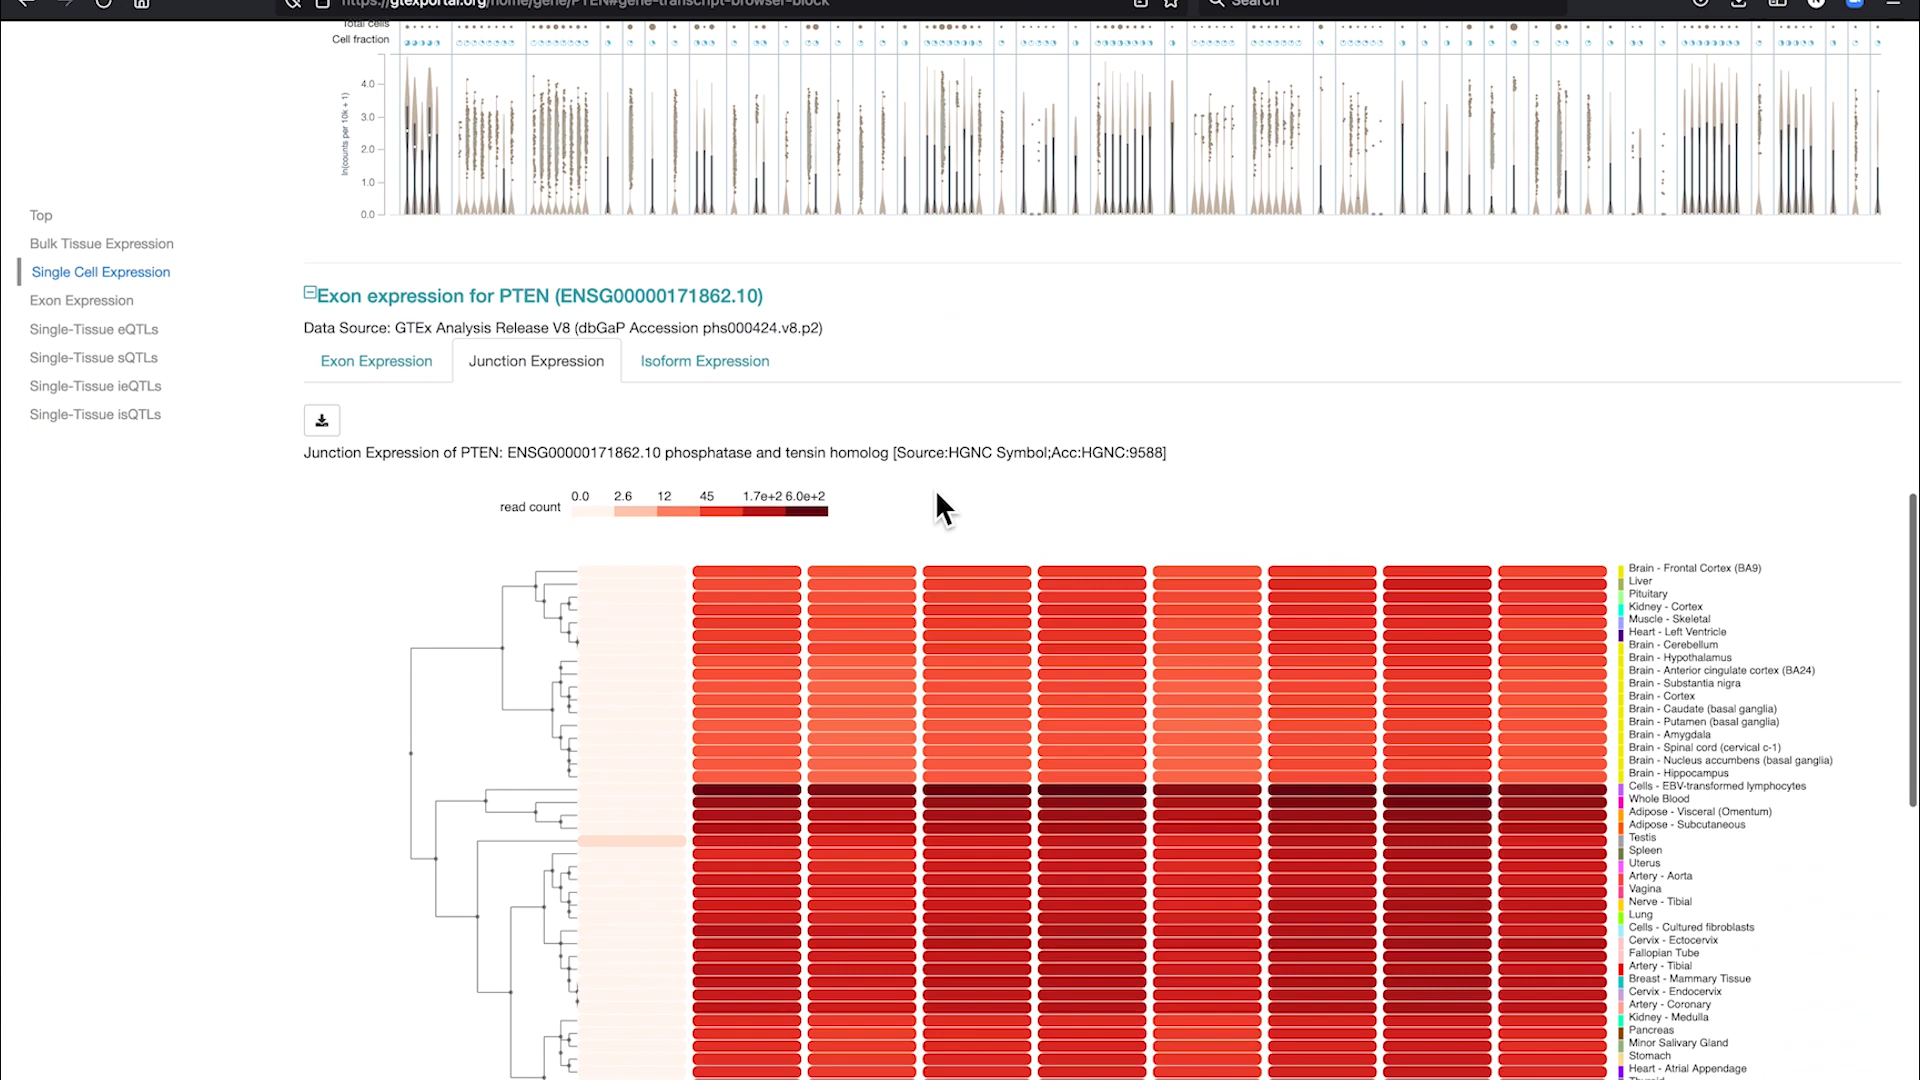 https://gtexportal.org/home/gene/PTEN#gene-transcript-browser-block
Search
Total cells
Cell fraction
4.0
3.0
2.0
1.0
0.0
ln(counts per 10k + 1)
Top
Bulk Tissue Expression
Single Cell Expression
Exon Expression
Single-Tissue eQTLs
Single-Tissue sQTLs
Single-Tissue ieQTLs
Single-Tissue isQTLs
Exon expression for PTEN (ENSG00000171862.10)
Data Source: GTEx Analysis Release V8 (dbGaP Accession phs000424.v8.p2)
Exon Expression
Junction Expression
Isoform Expression
Junction Expression of PTEN: ENSG00000171862.10 phosphatase and tensin homolog [Source:HGNC Symbol;Acc:HGNC:9588]
read count
0.0 2.6 12 45 1.7e+2 6.0e+2
Brain - Frontal Cortex (BA9)
Liver
Pituitary
Kidney - Cortex
Muscle - Skeletal
Heart - Left Ventricle
Brain - Cerebellum
Brain - Hypothalamus
Brain - Anterior cingulate cortex (BA24)
Brain - Substantia nigra
Brain - Cortex
Brain - Caudate (basal ganglia)
Brain - Putamen (basal ganglia)
Brain - Amygdala
Brain - Spinal cord (cervical c-1)
Brain - Nucleus accumbens (basal ganglia)
Brain - Hippocampus
Cells - EBV-transformed lymphocytes
Whole Blood
Adipose - Visceral (Omentum)
Adipose - Subcutaneous
Testis
Spleen
Uterus
Artery - Aorta
Vagina
Nerve - Tibial
Lung
Cells - Cultured fibroblasts
Cervix - Ectocervix
Fallopian Tube
Artery - Tibial
Breast - Mammary Tissue
Cervix - Endocervix
Artery - Coronary
Kidney - Medulla
Pancreas
Minor Salivary Gland
Stomach
Heart - Atrial Appendage